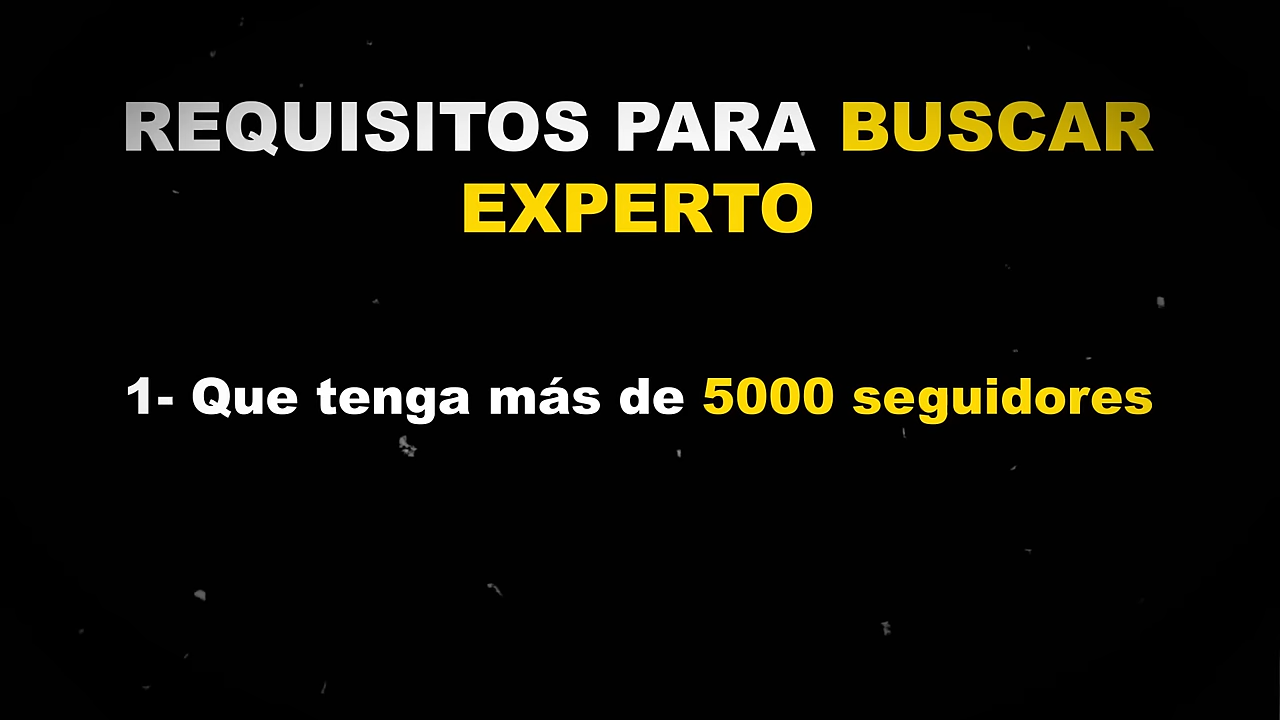 REQUISITOS PARA BUSCAR
EXPERTO
1- Que tenga más de 5000 seguidores